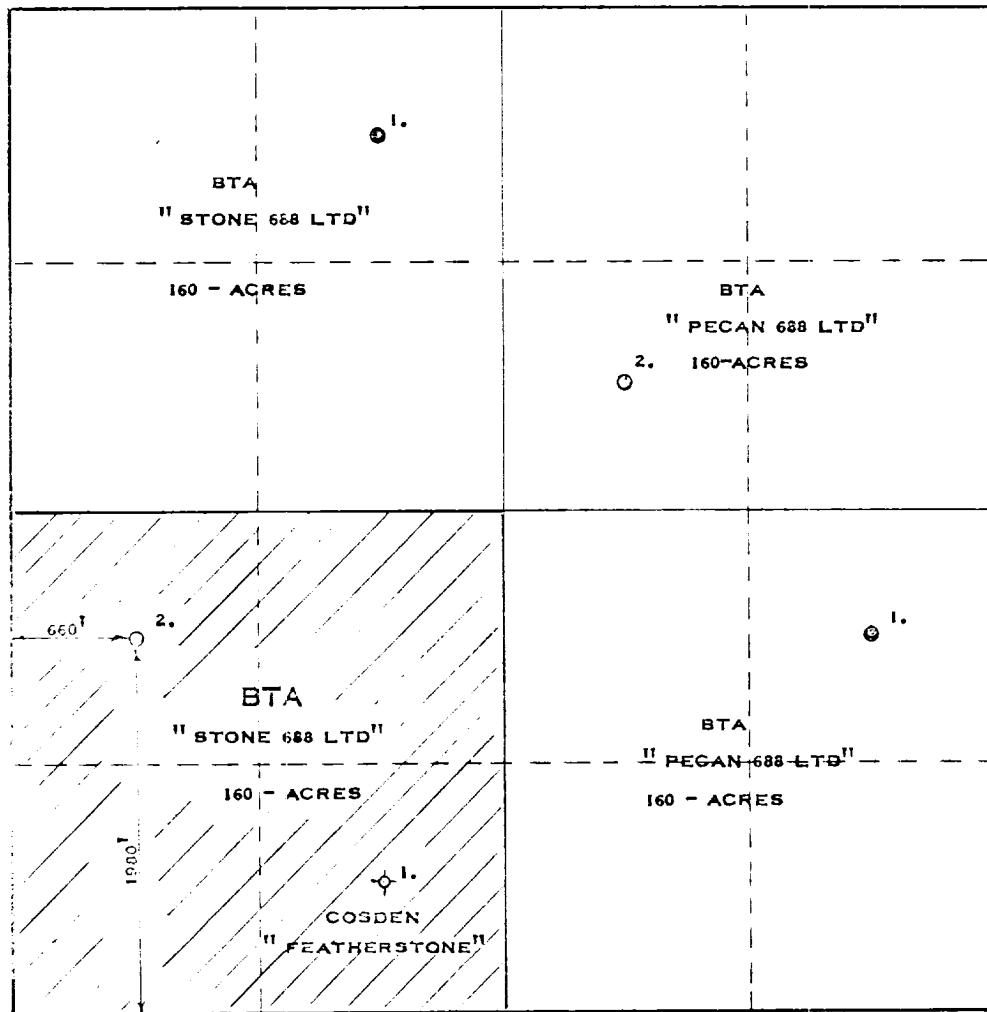 1.
BTA
"STONE 688 LTD"
160 - ACRES
BTA
"PECAN 688 LTD"
2.
160-ACRES
660'
2.
1.
BTA
"STONE 688 LTD"
160 - ACRES
BTA
"PECAN 688 LTD"
160 - ACRES
1980'
1.
COSDEN
"FEATHERSTONE"